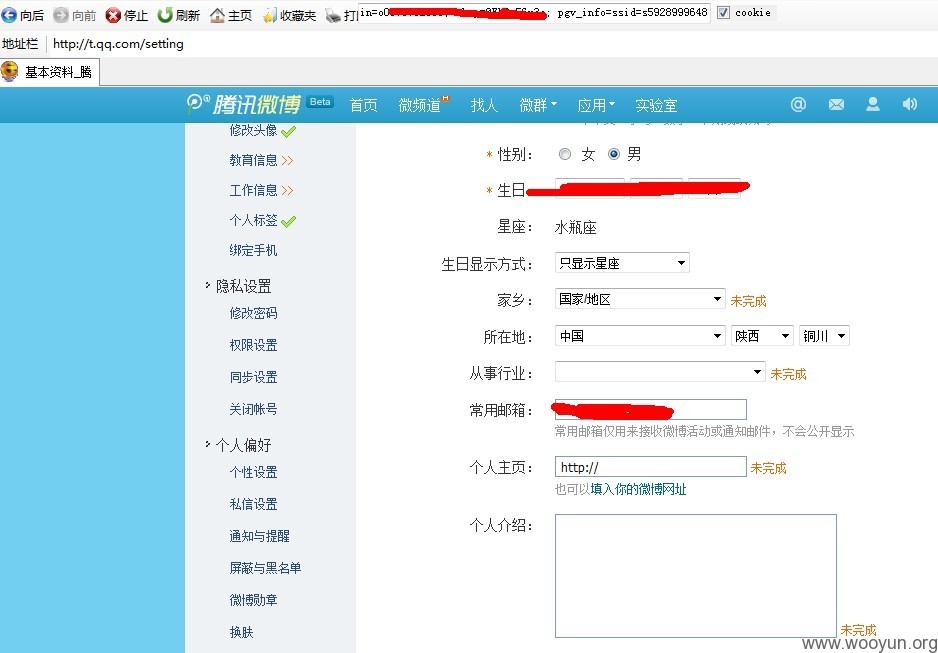 向后 向前 停止 刷新 主页 收藏夹 打
; pgv_info=ssid=s5928999648 cookie
地址栏 http://t.qq.com/setting
基本资料_腾
腾讯微博 Beta 首页 微频道 找人 微群 应用 实验室 @
修改头像
教育信息
工作信息
个人标签
绑定手机
隐私设置
修改密码
权限设置
同步设置
关闭帐号
个人偏好
个性设置
私信设置
通知与提醒
屏蔽与黑名单
微博勋章
换肤
* 性别： 女 男
* 生日
星座： 水瓶座
生日显示方式： 只显示星座
家乡： 国家/地区 未完成
所在地： 中国 陕西 铜川
从事行业： 未完成
常用邮箱：
常用邮箱仅用来接收微博活动或通知邮件，不会公开显示
个人主页： http:// 未完成
也可以填入你的微博网址
个人介绍：
未完成
www.wooyun.org